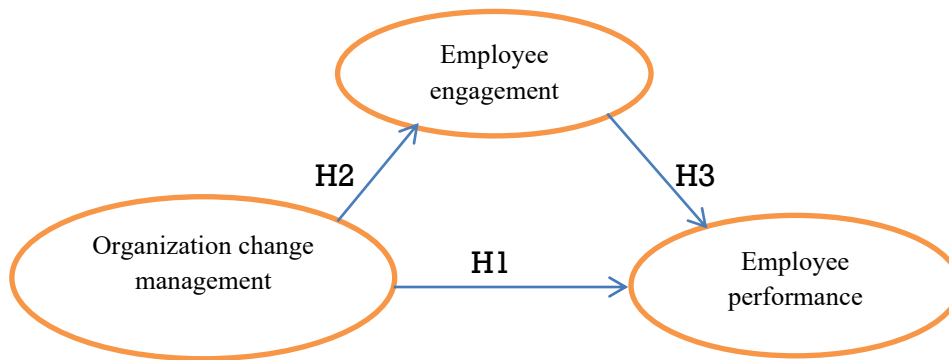 Employee
engagement
H2
H3
Organization change
management
H1
Employee
performance